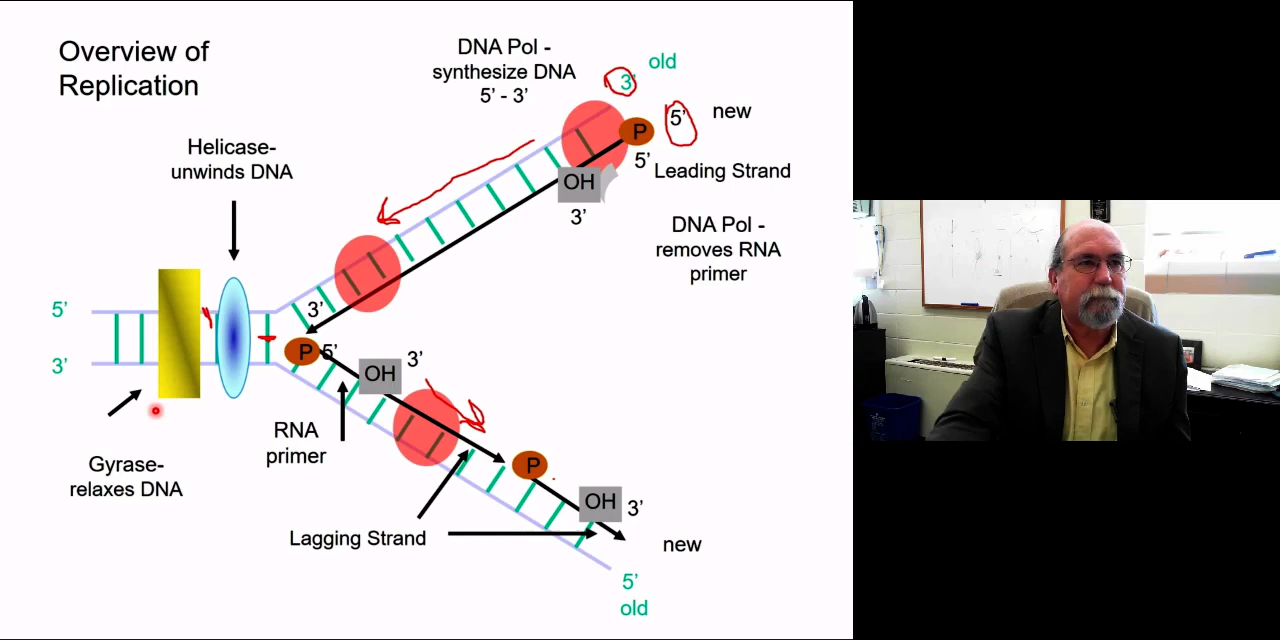 Overview of
Replication
DNA Pol -
synthesize DNA
5’ - 3’
old
3’
5’
new
P
5’
Leading Strand
OH
3’
Helicase-
unwinds DNA
DNA Pol -
removes RNA
primer
5’
3’
3’
P
5’
OH
3’
RNA
primer
Gyrase-
relaxes DNA
P
OH
3’
Lagging Strand
new
5’
old